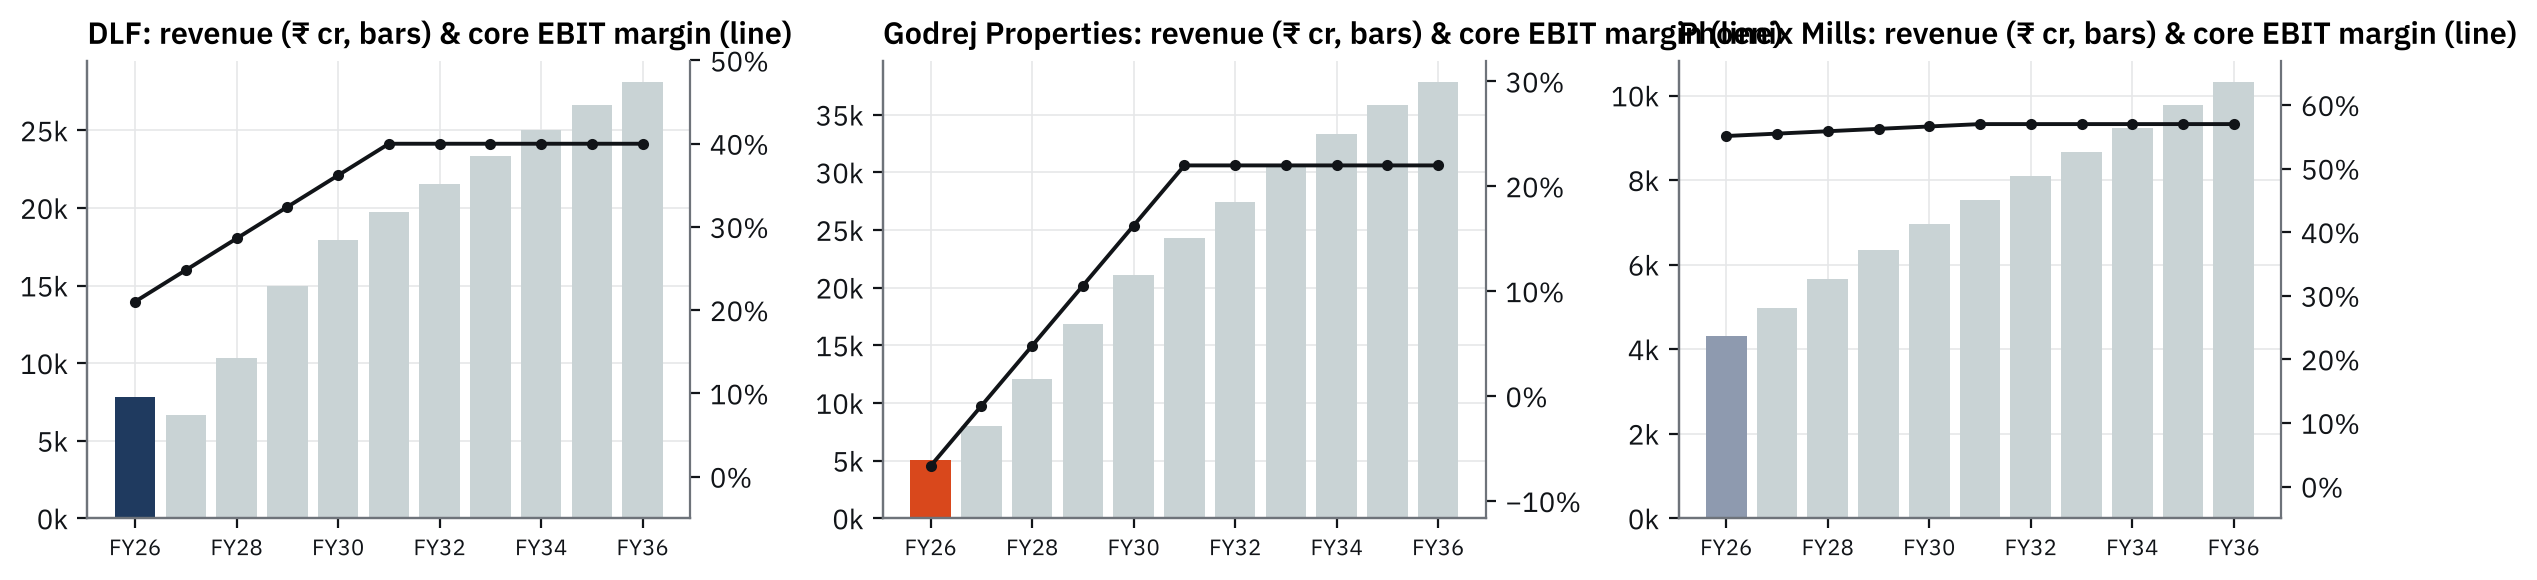 DLF: revenue (₹ cr, bars) & core EBIT margin (line)
50%
40%
30%
20%
10%
0%
25k
20k
15k
10k
5k
0k
FY26 FY28 FY30 FY32 FY34 FY36
Godrej Properties: revenue (₹ cr, bars) & core EBIT margin (line)
35k
30k
25k
20k
15k
10k
5k
0k
30%
20%
10%
0%
−10%
FY26 FY28 FY30 FY32 FY34 FY36
Phoenix Mills: revenue (₹ cr, bars) & core EBIT margin (line)
10k
8k
6k
4k
2k
0k
60%
50%
40%
30%
20%
10%
0%
FY26 FY28 FY30 FY32 FY34 FY36